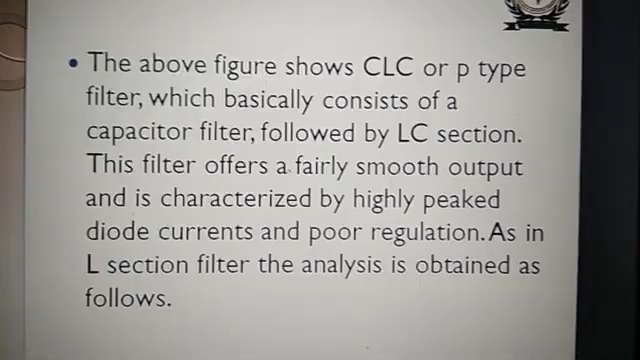 • The above figure shows CLC or p type
filter, which basically consists of a
capacitor filter, followed by LC section.
This filter offers a fairly smooth output
and is characterized by highly peaked
diode currents and poor regulation. As in
L section filter the analysis is obtained as
follows.